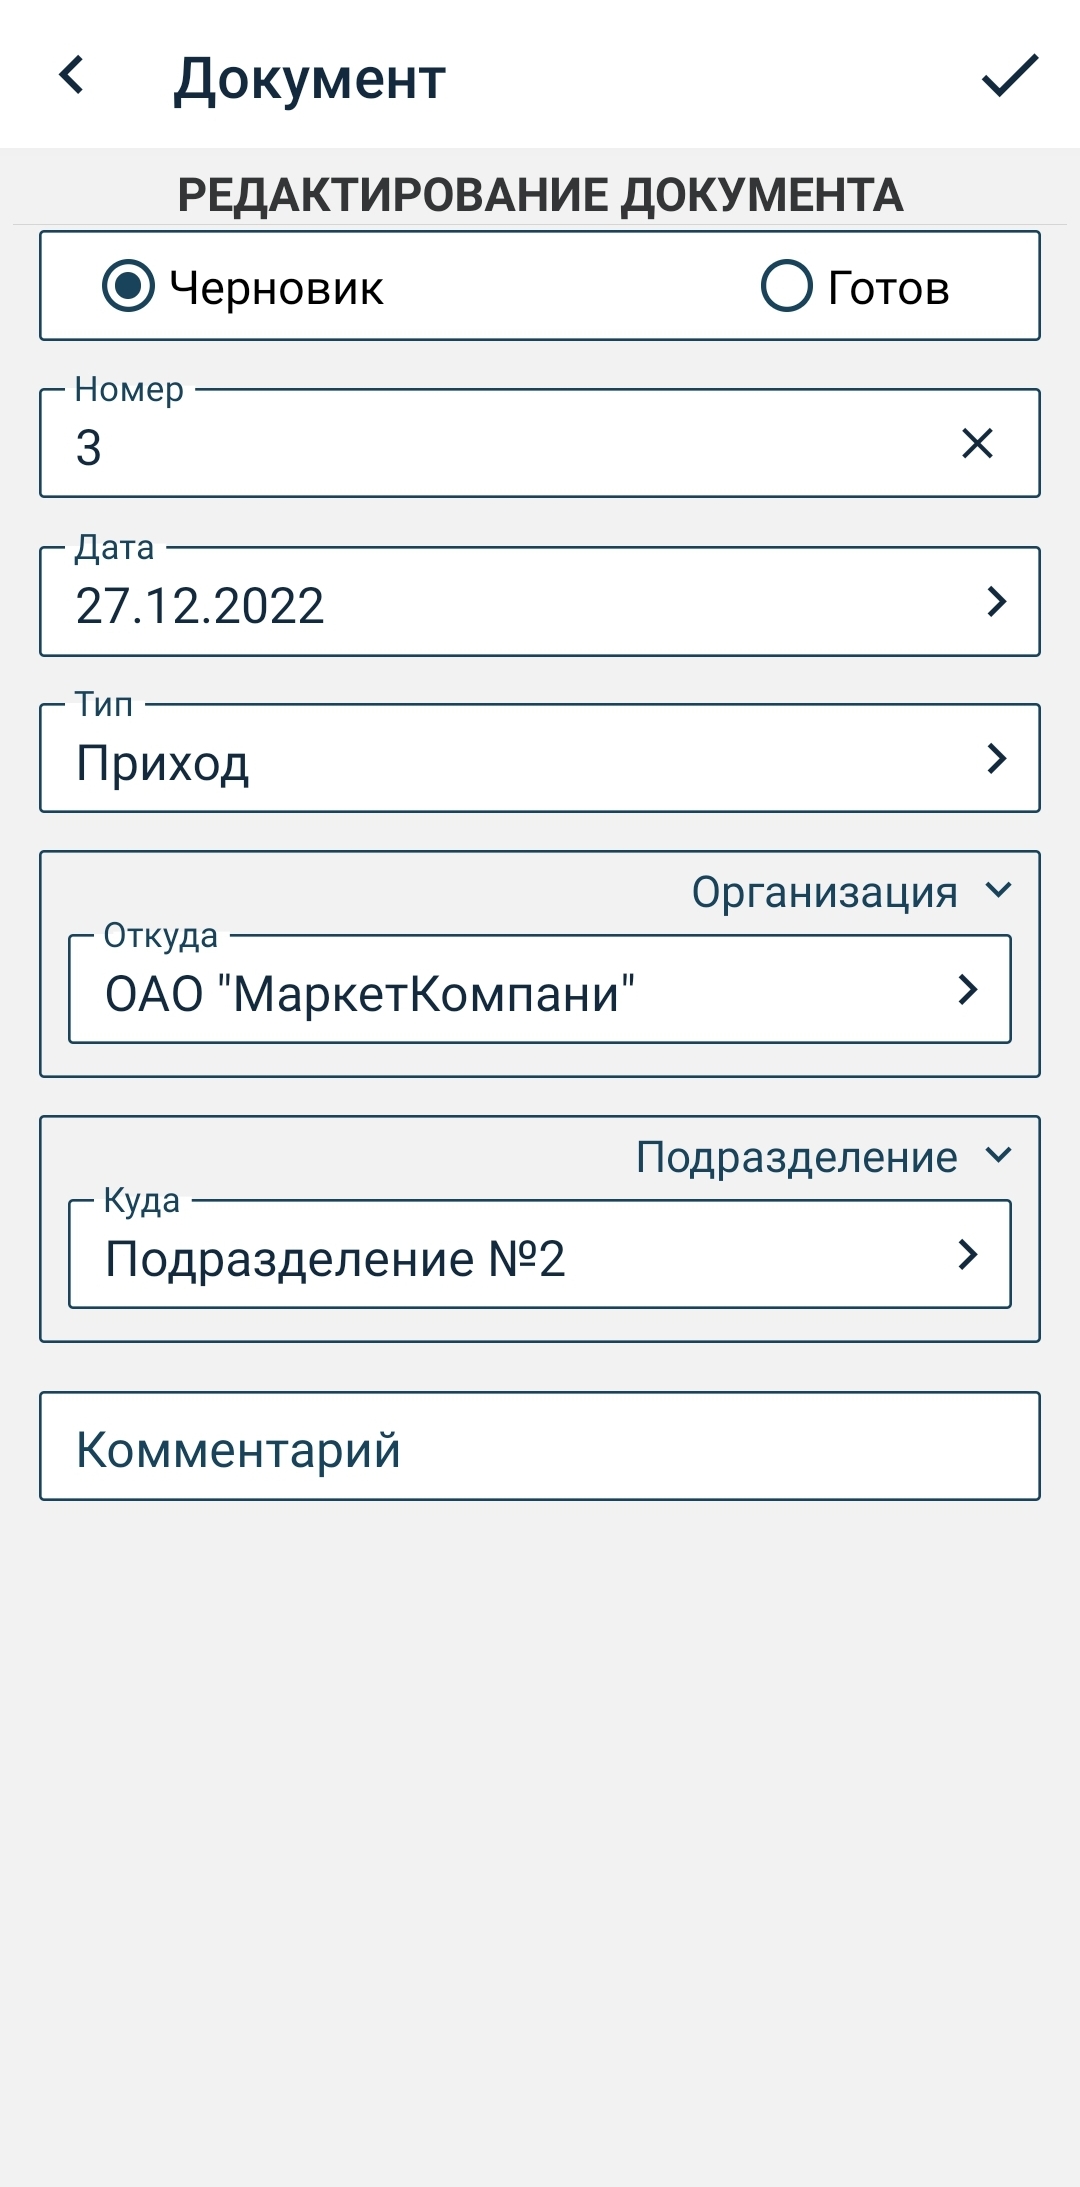 Документ
РЕДАКТИРОВАНИЕ ДОКУМЕНТА
Черновик Готов
Номер
3
Дата
27.12.2022
Тип
Приход
Организация
Откуда
ОАО "МаркетКомпани"
Подразделение
Куда
Подразделение №2
Комментарий